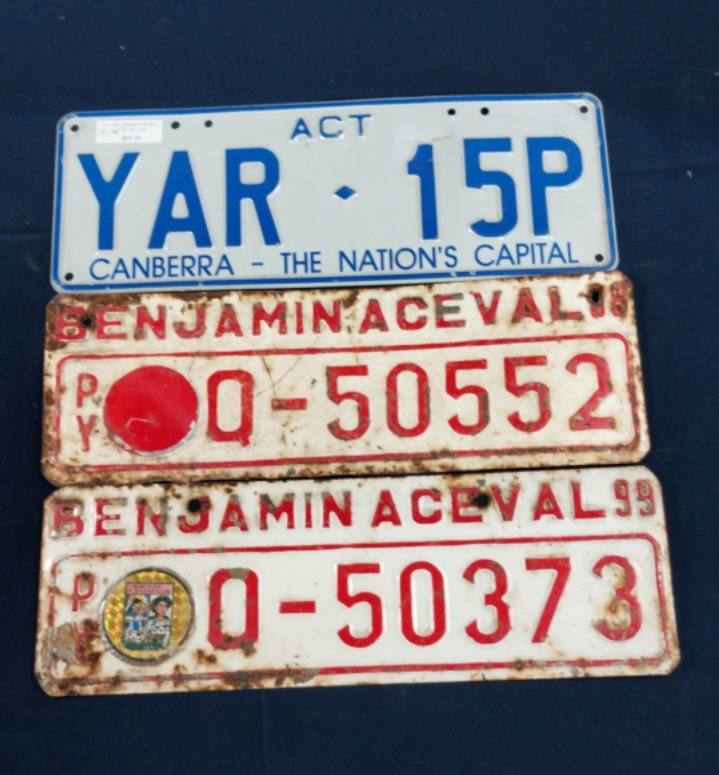 ACT
YAR · 15P
CANBERRA - THE NATION'S CAPITAL
BENJAMIN ACEVAL 98
PY Q-50552
BENJAMIN ACEVAL 99
PY Q-50373